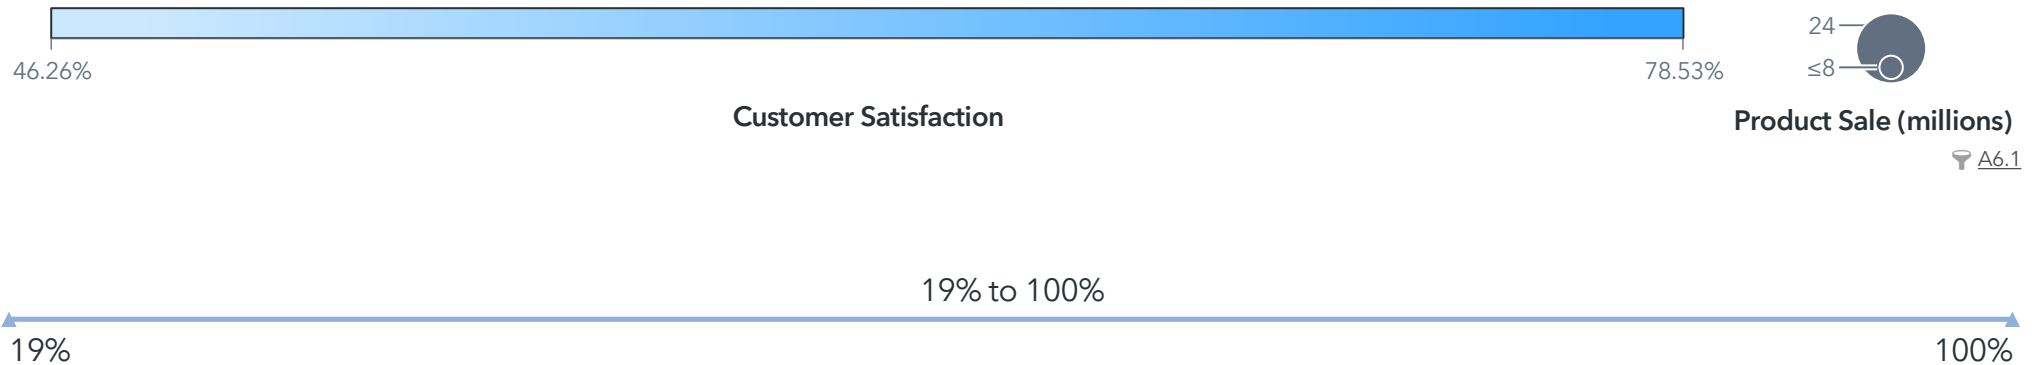 24
≤8
46.26%
78.53%
Customer Satisfaction
Product Sale (millions)
A6.1
19% to 100%
19%
100%